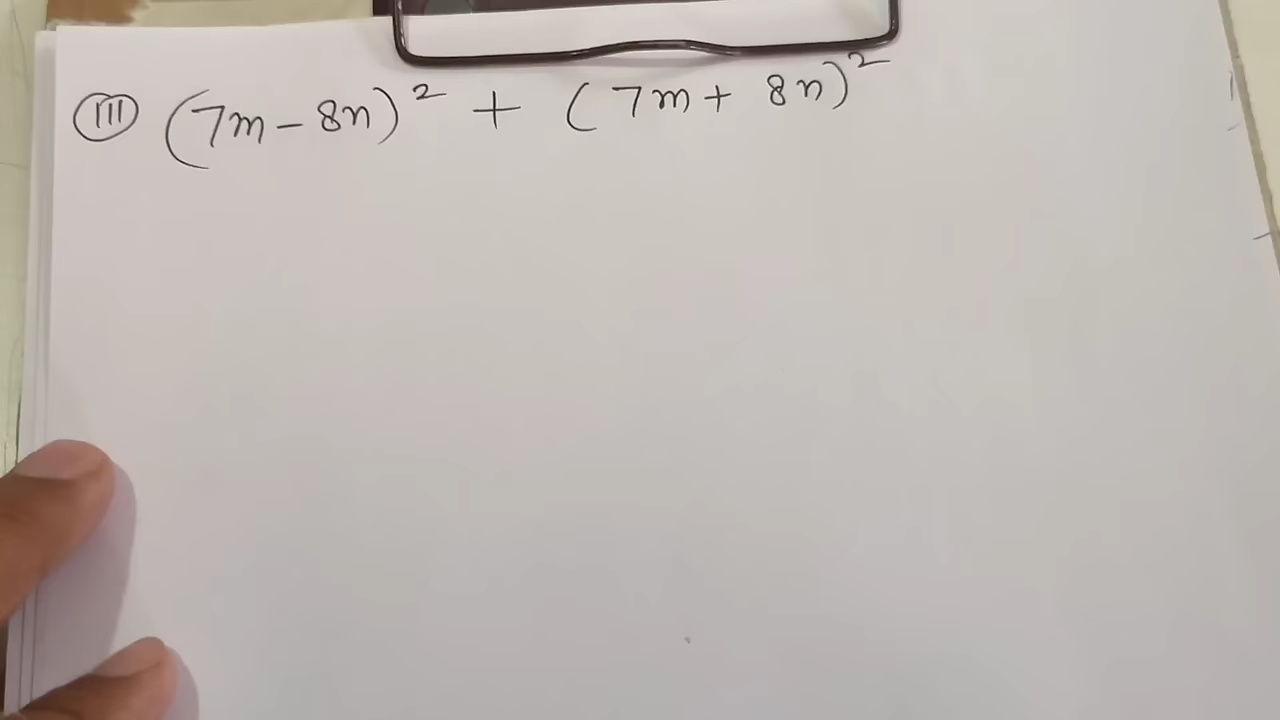 (III) (7m - 8n)² + (7m + 8n)²